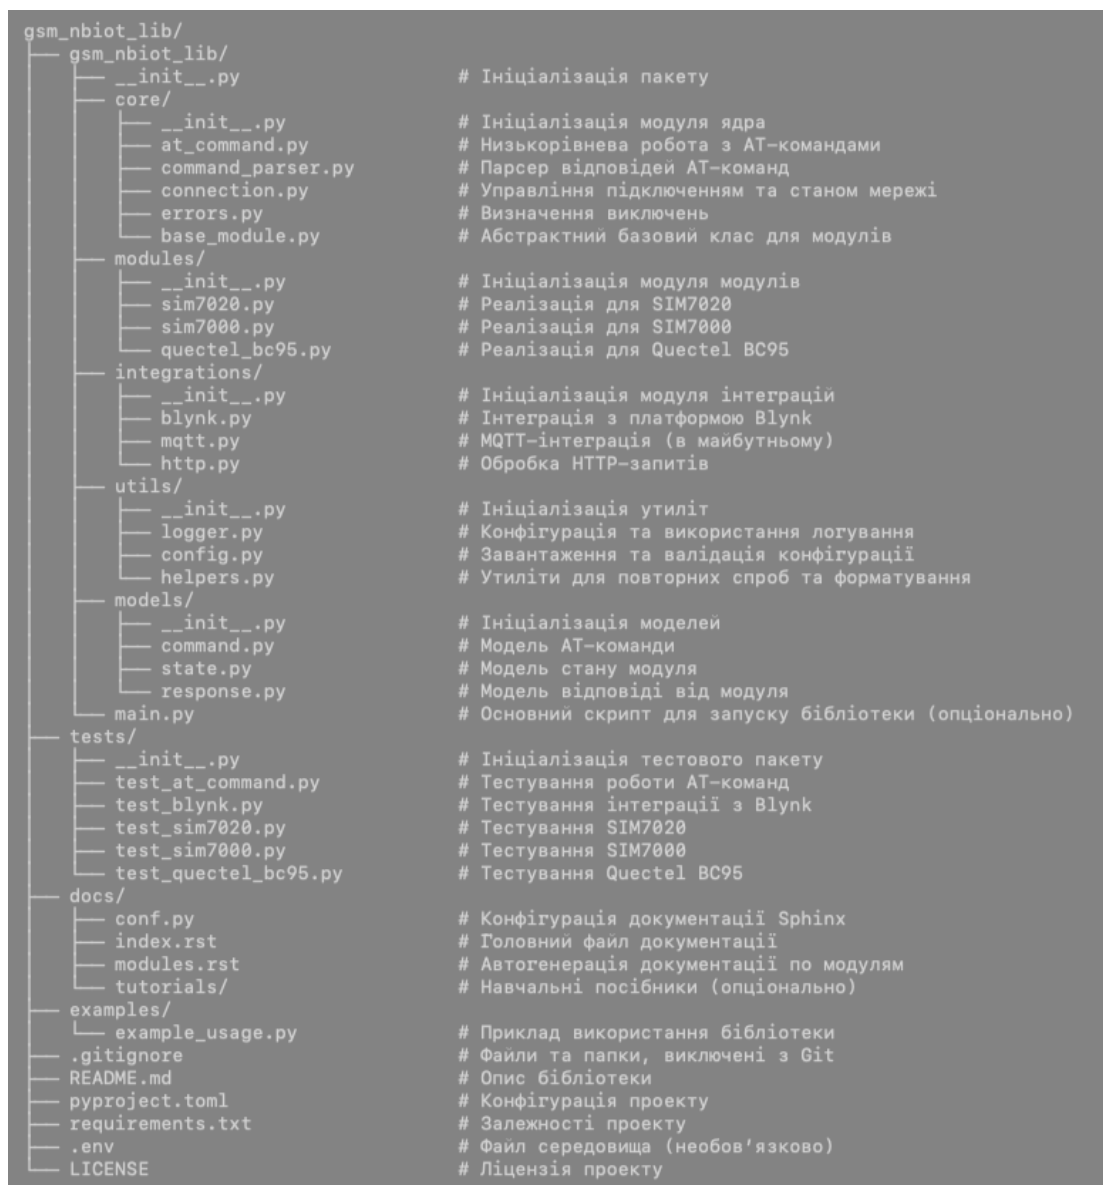 gsm_nbiot_lib/
├── gsm_nbiot_lib/
│   ├── __init__.py                   # Ініціалізація пакету
│   ├── core/
│   │   ├── __init__.py               # Ініціалізація модуля ядра
│   │   ├── at_command.py             # Низькорівнева робота з AT-командами
│   │   ├── command_parser.py         # Парсер відповідей AT-команд
│   │   ├── connection.py             # Управління підключенням та станом мережі
│   │   ├── errors.py                 # Визначення виключень
│   │   └── base_module.py            # Абстрактний базовий клас для модулів
│   ├── modules/
│   │   ├── __init__.py               # Ініціалізація модуля модулів
│   │   ├── sim7020.py                # Реалізація для SIM7020
│   │   ├── sim7000.py                # Реалізація для SIM7000
│   │   └── quectel_bc95.py           # Реалізація для Quectel BC95
│   ├── integrations/
│   │   ├── __init__.py               # Ініціалізація модуля інтеграцій
│   │   ├── blynk.py                  # Інтеграція з платформою Blynk
│   │   ├── mqtt.py                   # MQTT-інтеграція (в майбутньому)
│   │   └── http.py                   # Обробка HTTP-запитів
│   ├── utils/
│   │   ├── __init__.py               # Ініціалізація утиліт
│   │   ├── logger.py                 # Конфігурація та використання логування
│   │   ├── config.py                 # Завантаження та валідація конфігурації
│   │   └── helpers.py                # Утиліти для повторних спроб та форматування
│   ├── models/
│   │   ├── __init__.py               # Ініціалізація моделей
│   │   ├── command.py                # Модель AT-команди
│   │   ├── state.py                  # Модель стану модуля
│   │   └── response.py               # Модель відповіді від модуля
│   └── main.py                       # Основний скрипт для запуску бібліотеки (опціонально)
├── tests/
│   ├── __init__.py                   # Ініціалізація тестового пакету
│   ├── test_at_command.py            # Тестування роботи AT-команд
│   ├── test_blynk.py                 # Тестування інтеграції з Blynk
│   ├── test_sim7020.py               # Тестування SIM7020
│   ├── test_sim7000.py               # Тестування SIM7000
│   └── test_quectel_bc95.py          # Тестування Quectel BC95
├── docs/
│   ├── conf.py                       # Конфігурація документації Sphinx
│   ├── index.rst                     # Головний файл документації
│   ├── modules.rst                   # Автогенерація документації по модулям
│   └── tutorials/                    # Навчальні посібники (опціонально)
├── examples/
│   └── example_usage.py              # Приклад використання бібліотеки
├── .gitignore                        # Файли та папки, виключені з Git
├── README.md                         # Опис бібліотеки
├── pyproject.toml                    # Конфігурація проекту
├── requirements.txt                  # Залежності проекту
├── .env                              # Файл середовища (необов’язково)
└── LICENSE                           # Ліцензія проекту